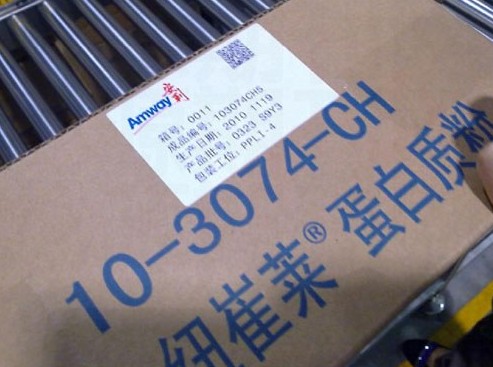 Amway 安利
箱号: 0011
成品编号: 103074CH5
生产日期: 2010 1119
产品批号: 0323 S9Y3
包装工位: PPLI-4
10-3074-CH
纽崔莱® 蛋白质粉